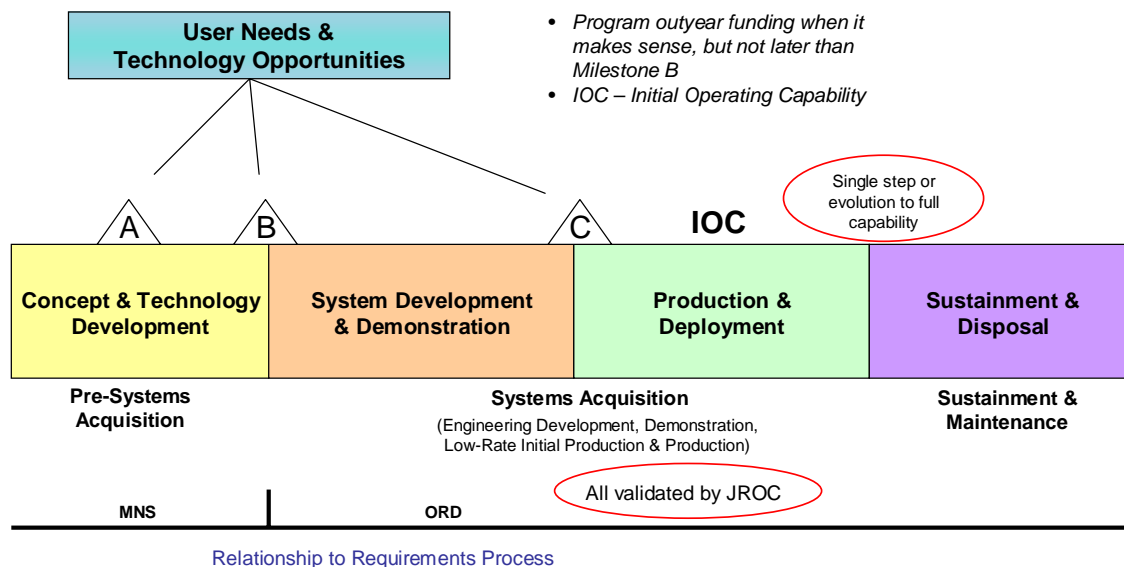 User Needs &
Technology Opportunities
• Program outyear funding when it
makes sense, but not later than
Milestone B
• IOC – Initial Operating Capability
Single step or
evolution to full
capability
A
B
C
IOC
Concept & Technology
Development
System Development
& Demonstration
Production &
Deployment
Sustainment &
Disposal
Pre-Systems
Acquisition
Systems Acquisition
(Engineering Development, Demonstration,
Low-Rate Initial Production & Production)
Sustainment &
Maintenance
All validated by JROC
MNS
ORD
Relationship to Requirements Process